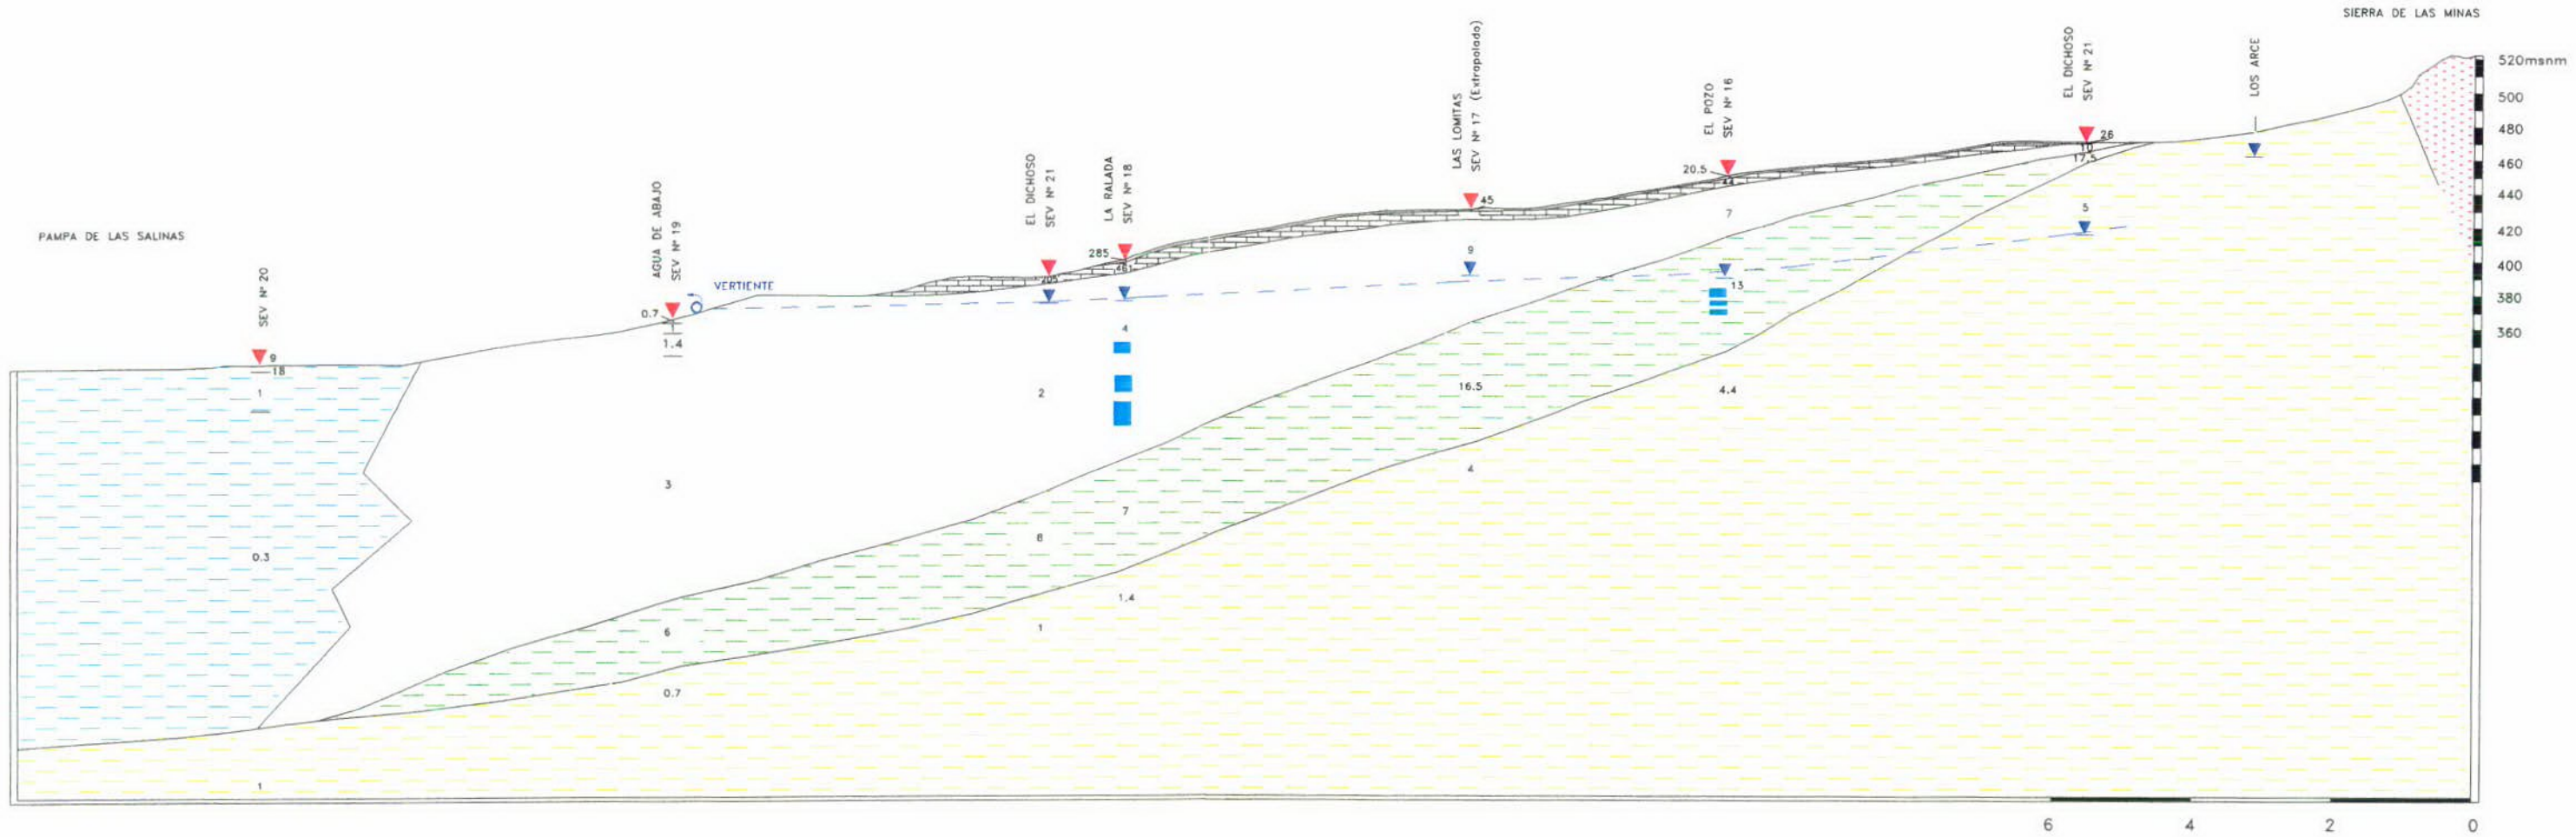 SIERRA DE LAS MINAS
520msnm
500
480
460
440
420
400
380
360
PAMPA DE LAS SALINAS
SEV Nº 20
9
18
1
0.3
1
AGUA DE ABAJO
SEV Nº 19
0.7
1.4
3
6
0.7
VERTIENTE
EL DICHOSO
SEV Nº 21
205
2
8
1
LA RALADA
SEV Nº 18
285
461
4
7
1.4
LAS LOMITAS
SEV Nº 17 (Extrapolado)
45
9
16.5
4
EL POZO
SEV Nº 16
20.5
44
7
13
4.4
EL DICHOSO
SEV Nº 21
26
10
17.5
5
LOS ARCE
6 4 2 0